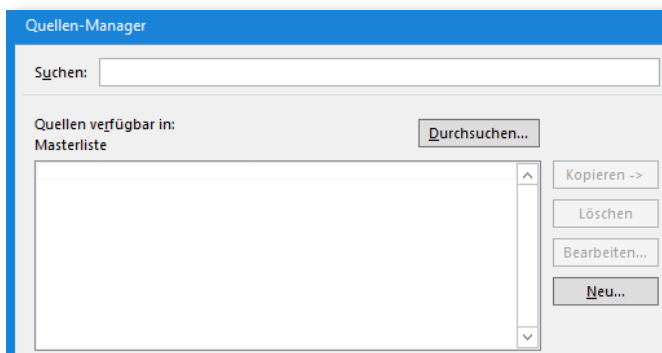 Quellen-Manager
Suchen:
Quellen verfügbar in:
Masterliste
Durchsuchen...
Kopieren ->
Löschen
Bearbeiten...
Neu...